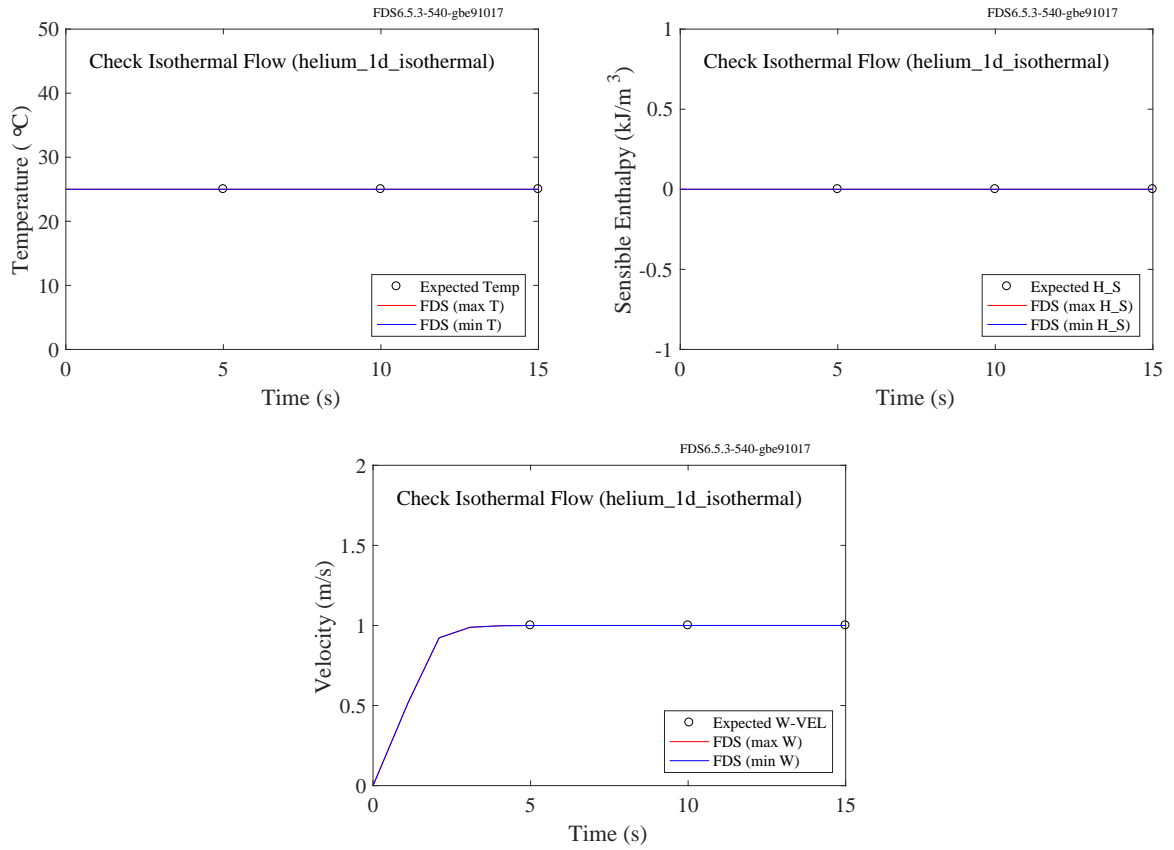 FDS6.5.3-540-gbe91017
Check Isothermal Flow (helium_1d_isothermal)
50
40
30
20
10
0
Temperature (°C)
Expected Temp
FDS (max T)
FDS (min T)
0 5 10 15
Time (s)
FDS6.5.3-540-gbe91017
Check Isothermal Flow (helium_1d_isothermal)
1
0.5
0
-0.5
-1
Sensible Enthalpy (kJ/m³)
Expected H_S
FDS (max H_S)
FDS (min H_S)
0 5 10 15
Time (s)
FDS6.5.3-540-gbe91017
Check Isothermal Flow (helium_1d_isothermal)
2
1.5
1
0.5
0
Velocity (m/s)
Expected W-VEL
FDS (max W)
FDS (min W)
0 5 10 15
Time (s)